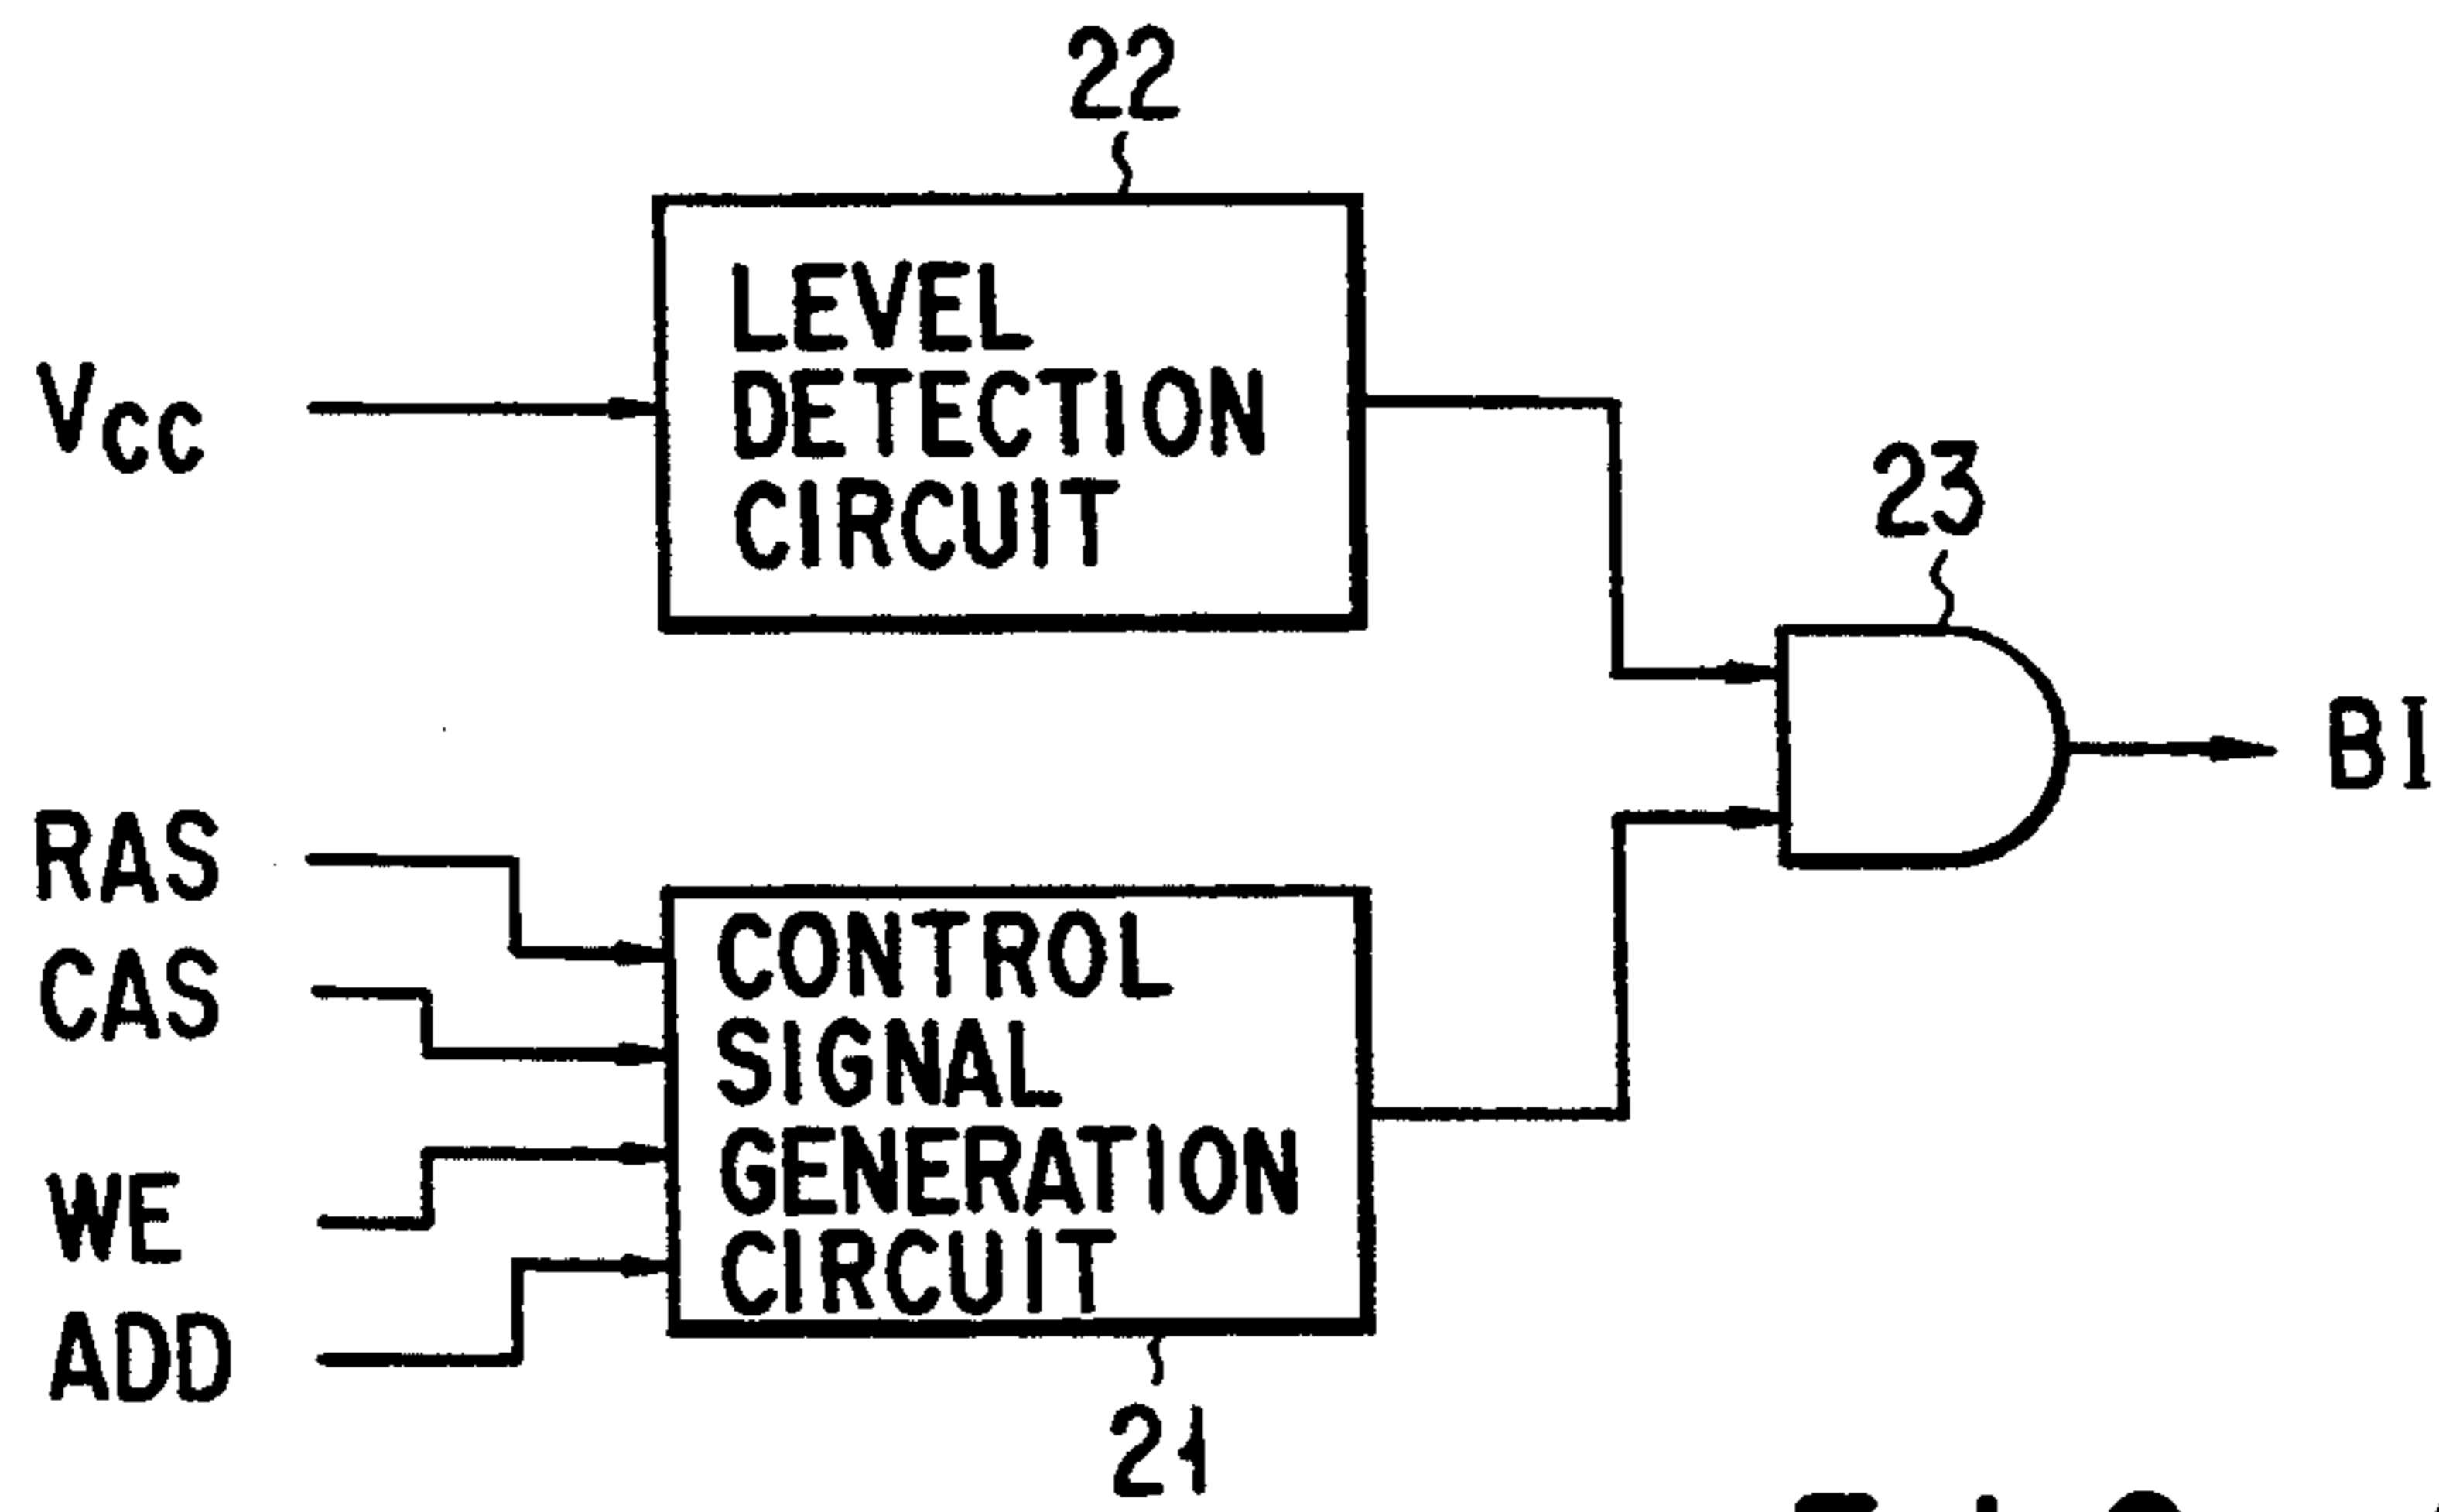 22
LEVEL
DETECTION
CIRCUIT
VCC
23
BI
RAS
CAS
WE
ADD
CONTROL
SIGNAL
GENERATION
CIRCUIT
21